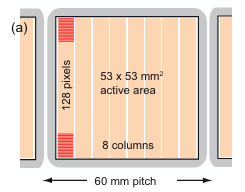 (a)
128 pixels
53 x 53 mm²
active area
8 columns
60 mm pitch